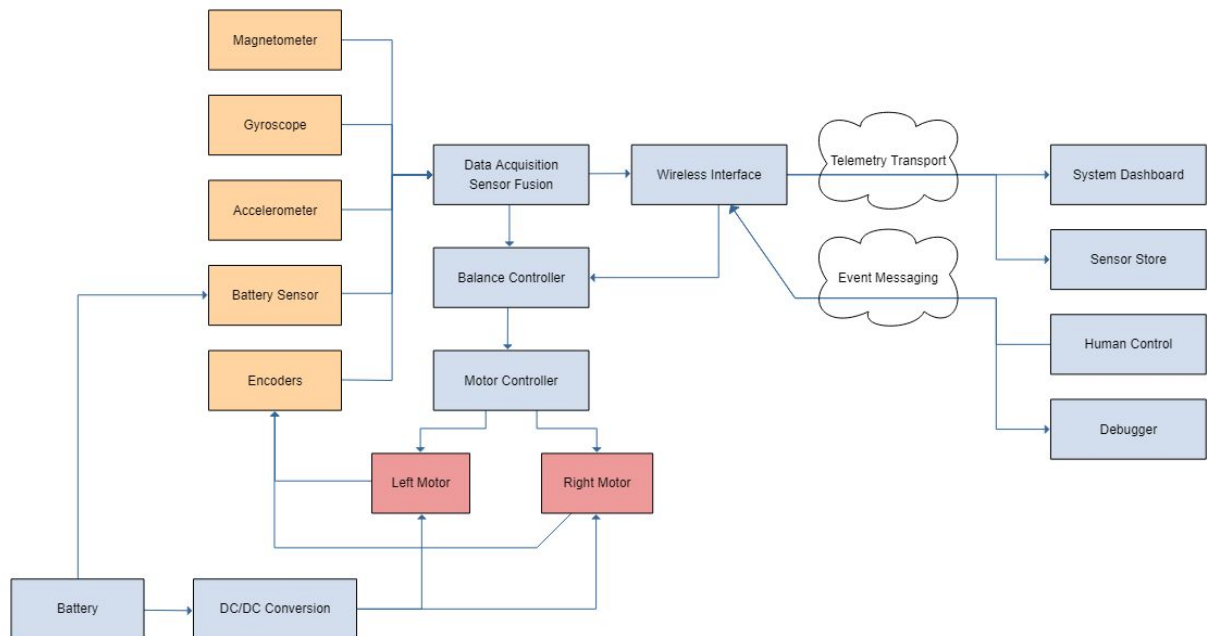 Magnetometer
Gyroscope
Accelerometer
Battery Sensor
Encoders
Data Acquisition
Sensor Fusion
Wireless Interface
Telemetry Transport
System Dashboard
Balance Controller
Event Messaging
Sensor Store
Motor Controller
Human Control
Debugger
Left Motor
Right Motor
Battery
DC/DC Conversion